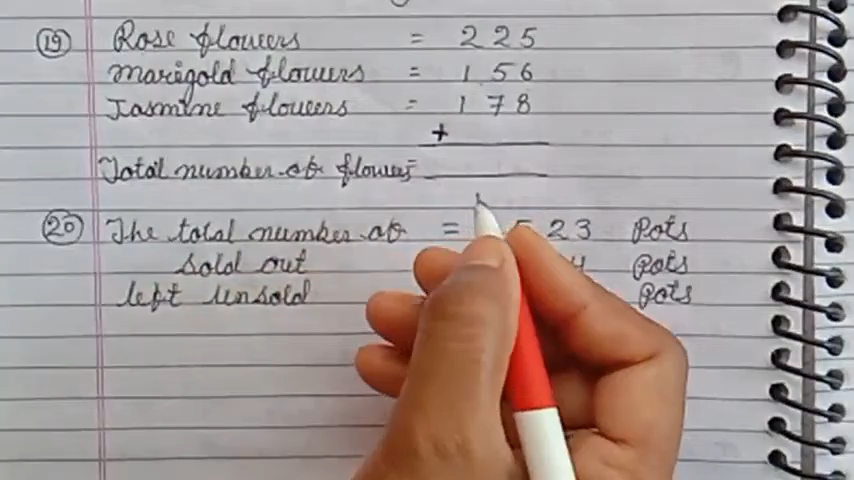 19 Rose flowers = 225
Marigold flowers = 156
Jasmine flowers = 178
+
Total number of flowers =
20 The total number of = 523 Pots
Sold out 4 Pots
left unsold Pots